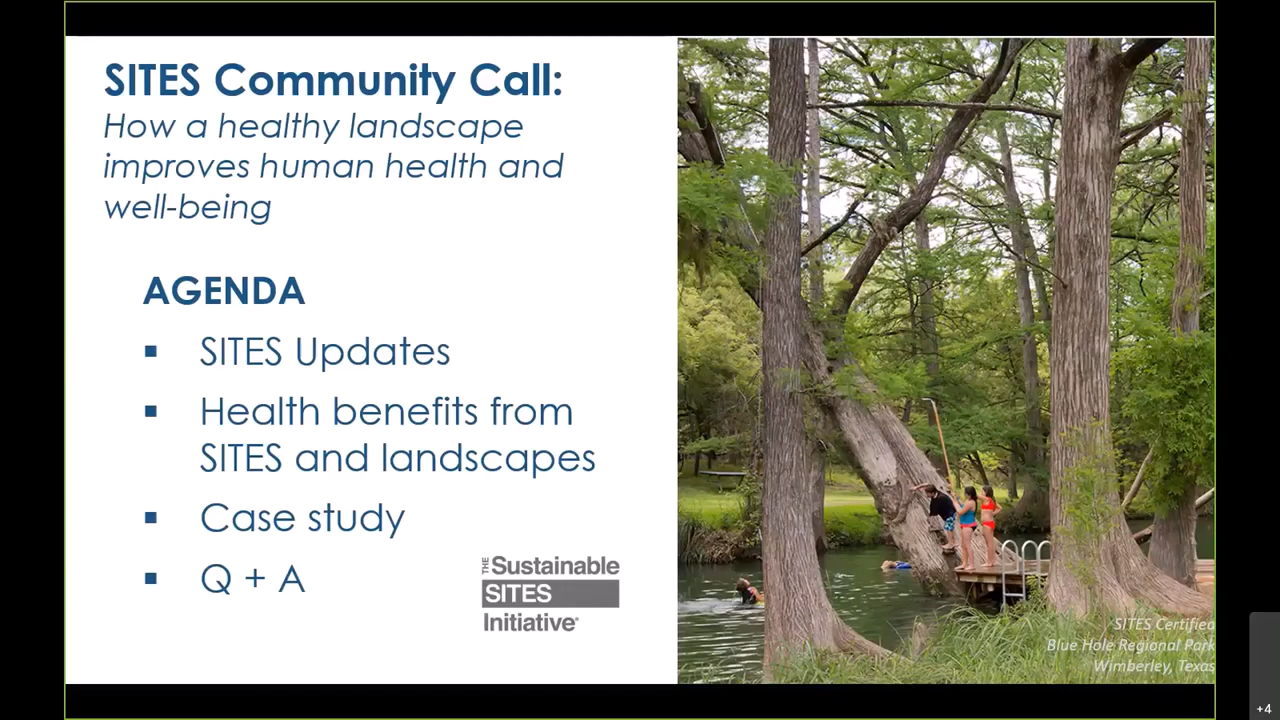 SITES Community Call:
How a healthy landscape
improves human health and
well-being
AGENDA
▪ SITES Updates
▪ Health benefits from
SITES and landscapes
▪ Case study
▪ Q + A
THE Sustainable
SITES
Initiative®
SITES Certified
Blue Hole Regional Park
Wimberley, Texas
+4